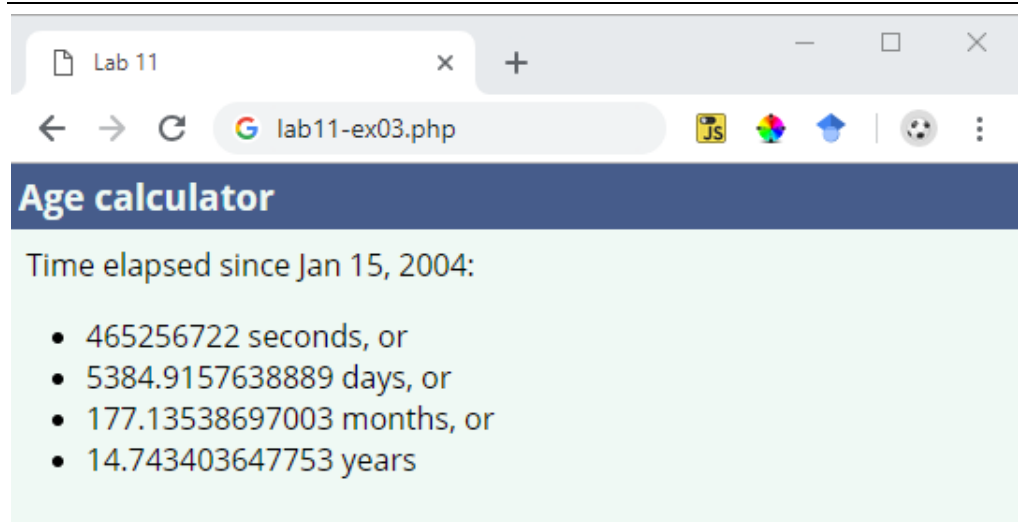 Lab 11
lab11-ex03.php
JS
Age calculator
Time elapsed since Jan 15, 2004:
• 465256722 seconds, or
• 5384.9157638889 days, or
• 177.13538697003 months, or
• 14.743403647753 years